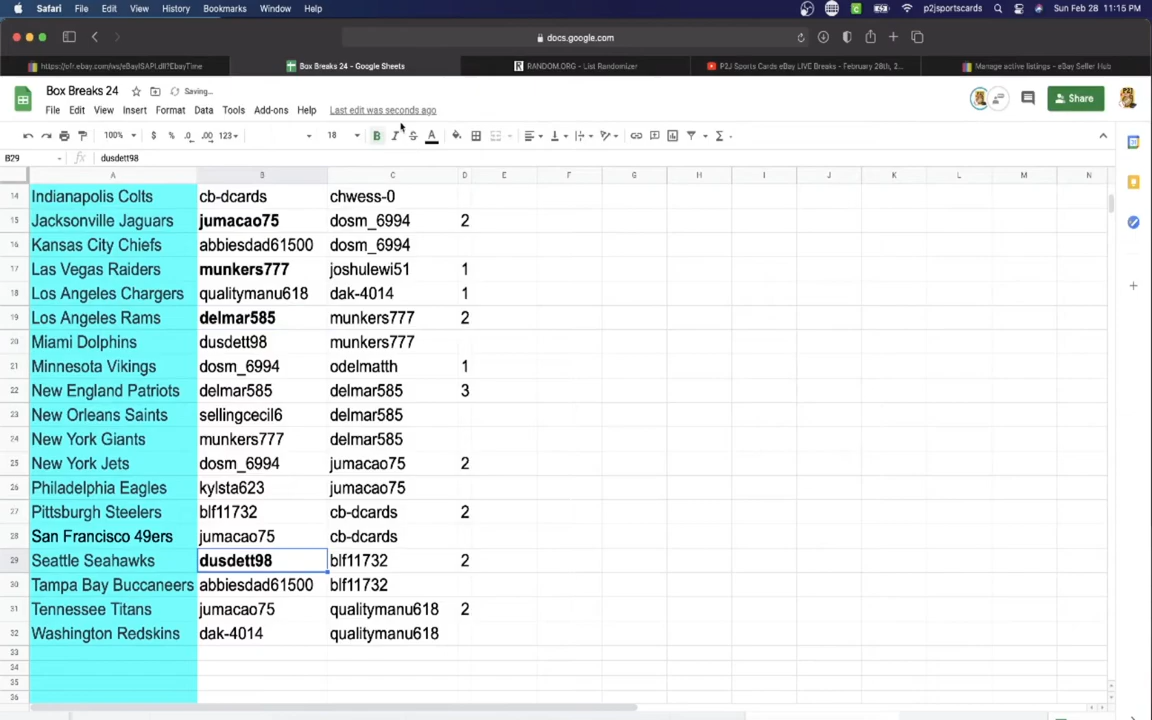 Safari File Edit View History Bookmarks Window Help p2jsportscards Sun Feb 28 11:15 PM
docs.google.com
https://ofr.ebay.com/ws/eBayISAPI.dll?EbayTime Box Breaks 24 - Google Sheets RANDOM.ORG - List Randomizer P2J Sports Cards eBay LIVE Breaks - February 28th, 2... Manage active listings - eBay Seller Hub
Box Breaks 24 Saving... Share
File Edit View Insert Format Data Tools Add-ons Help Last edit was seconds ago
100% $ % .0 .00 123 18 B I S A
B29 fx dusdett98
A B C D E F G H I J K L M N
14 Indianapolis Colts cb-dcards chwess-0
15 Jacksonville Jaguars jumacao75 dosm_6994 2
16 Kansas City Chiefs abbiesdad61500 dosm_6994
17 Las Vegas Raiders munkers777 joshulewi51 1
18 Los Angeles Chargers qualitymanu618 dak-4014 1
19 Los Angeles Rams delmar585 munkers777 2
20 Miami Dolphins dusdett98 munkers777
21 Minnesota Vikings dosm_6994 odelmatth 1
22 New England Patriots delmar585 delmar585 3
23 New Orleans Saints sellingcecil6 delmar585
24 New York Giants munkers777 delmar585
25 New York Jets dosm_6994 jumacao75 2
26 Philadelphia Eagles kylsta623 jumacao75
27 Pittsburgh Steelers blf11732 cb-dcards 2
28 San Francisco 49ers jumacao75 cb-dcards
29 Seattle Seahawks dusdett98 blf11732 2
30 Tampa Bay Buccaneers abbiesdad61500 blf11732
31 Tennessee Titans jumacao75 qualitymanu618 2
32 Washington Redskins dak-4014 qualitymanu618
33
34
35
36